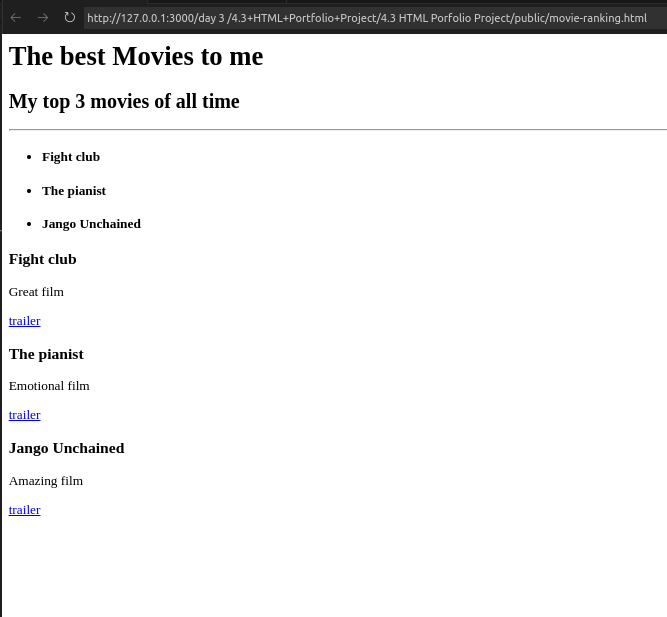 http://127.0.0.1:3000/day 3 /4.3+HTML+Portfolio+Project/4.3 HTML Porfolio Project/public/movie-ranking.html
The best Movies to me
My top 3 movies of all time
Fight club
The pianist
Jango Unchained
Fight club
Great film
trailer
The pianist
Emotional film
trailer
Jango Unchained
Amazing film
trailer